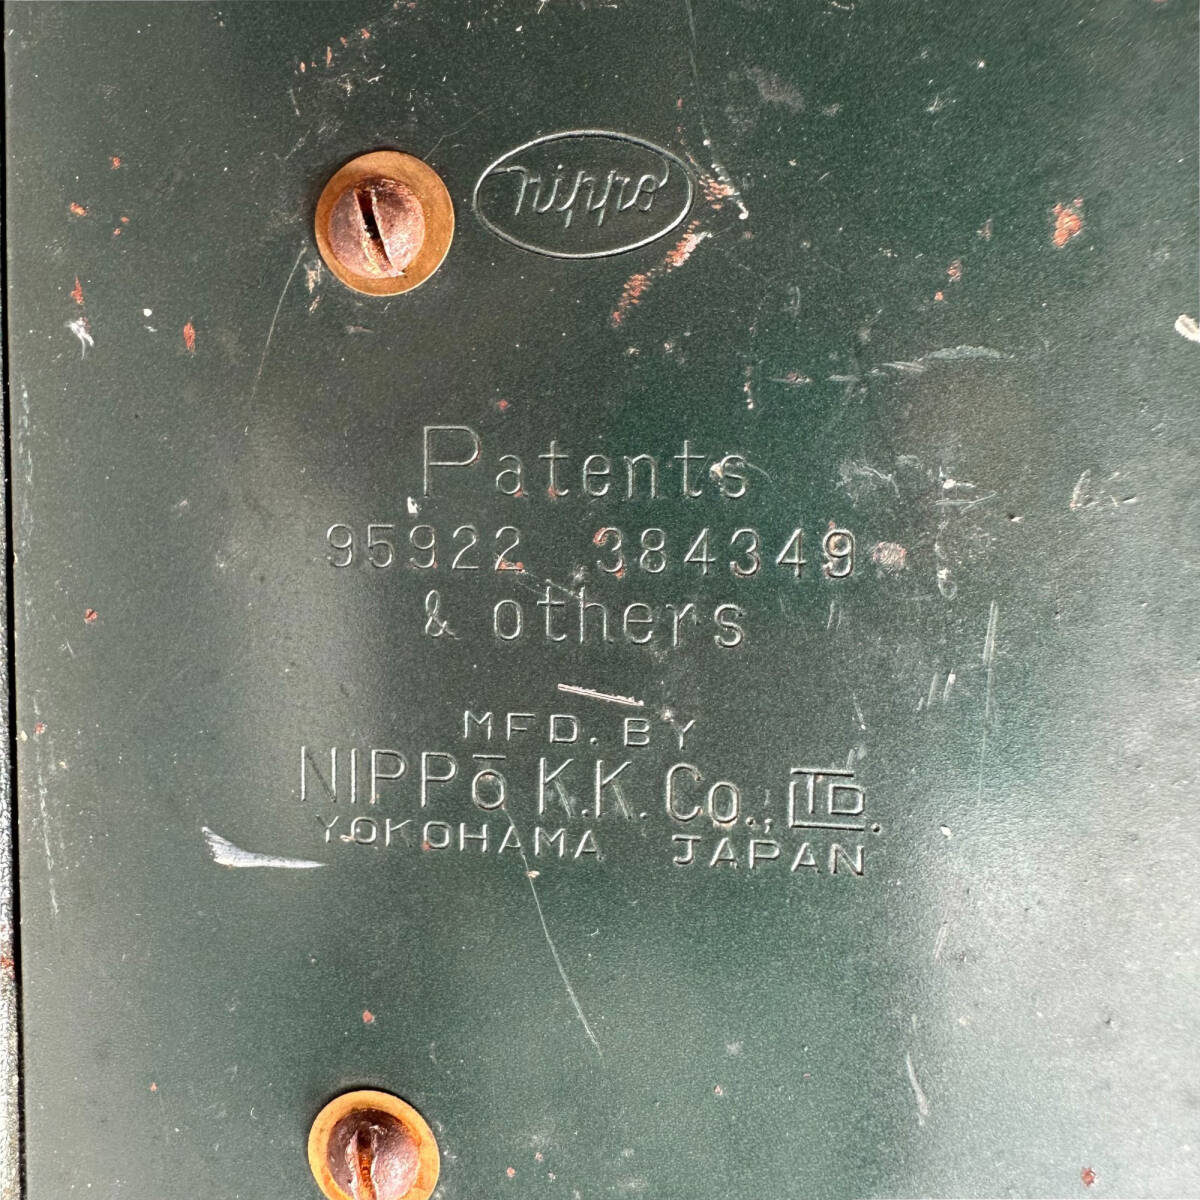 nippo
Patents
95922 384349
& others
MFD. BY
NIPPŌ K.K. Co., LTD.
YOKOHAMA JAPAN